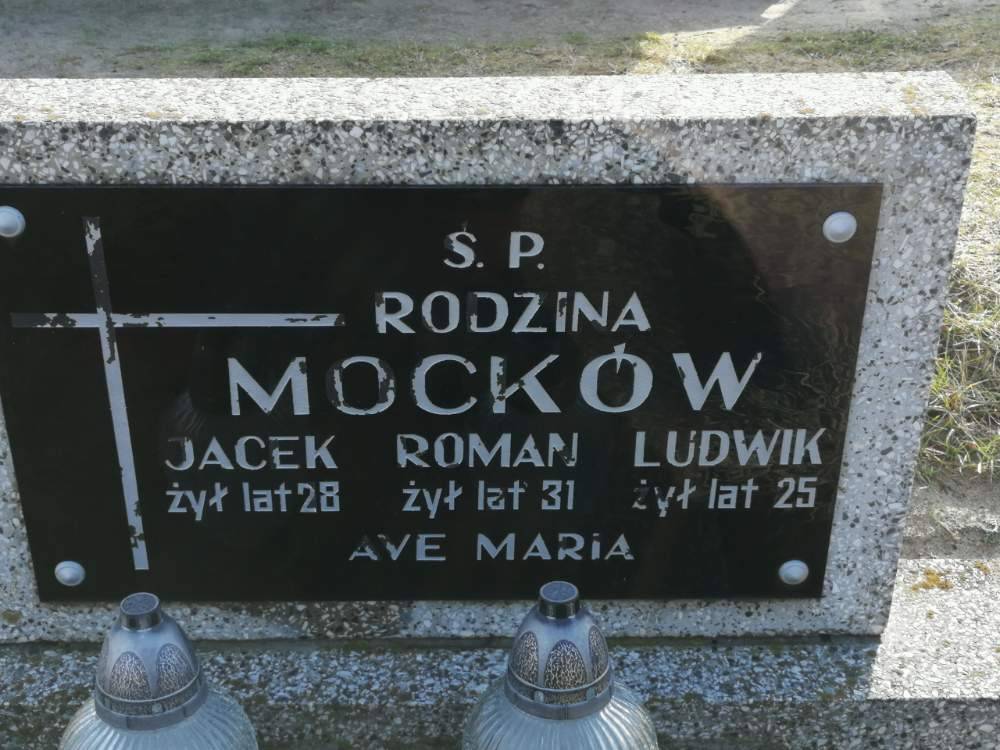 Ś. P.
RODZINA
MOCKÓW
JACEK ROMAN LUDWIK
żył lat 28 żył lat 31 żył lat 25
AVE MARIA